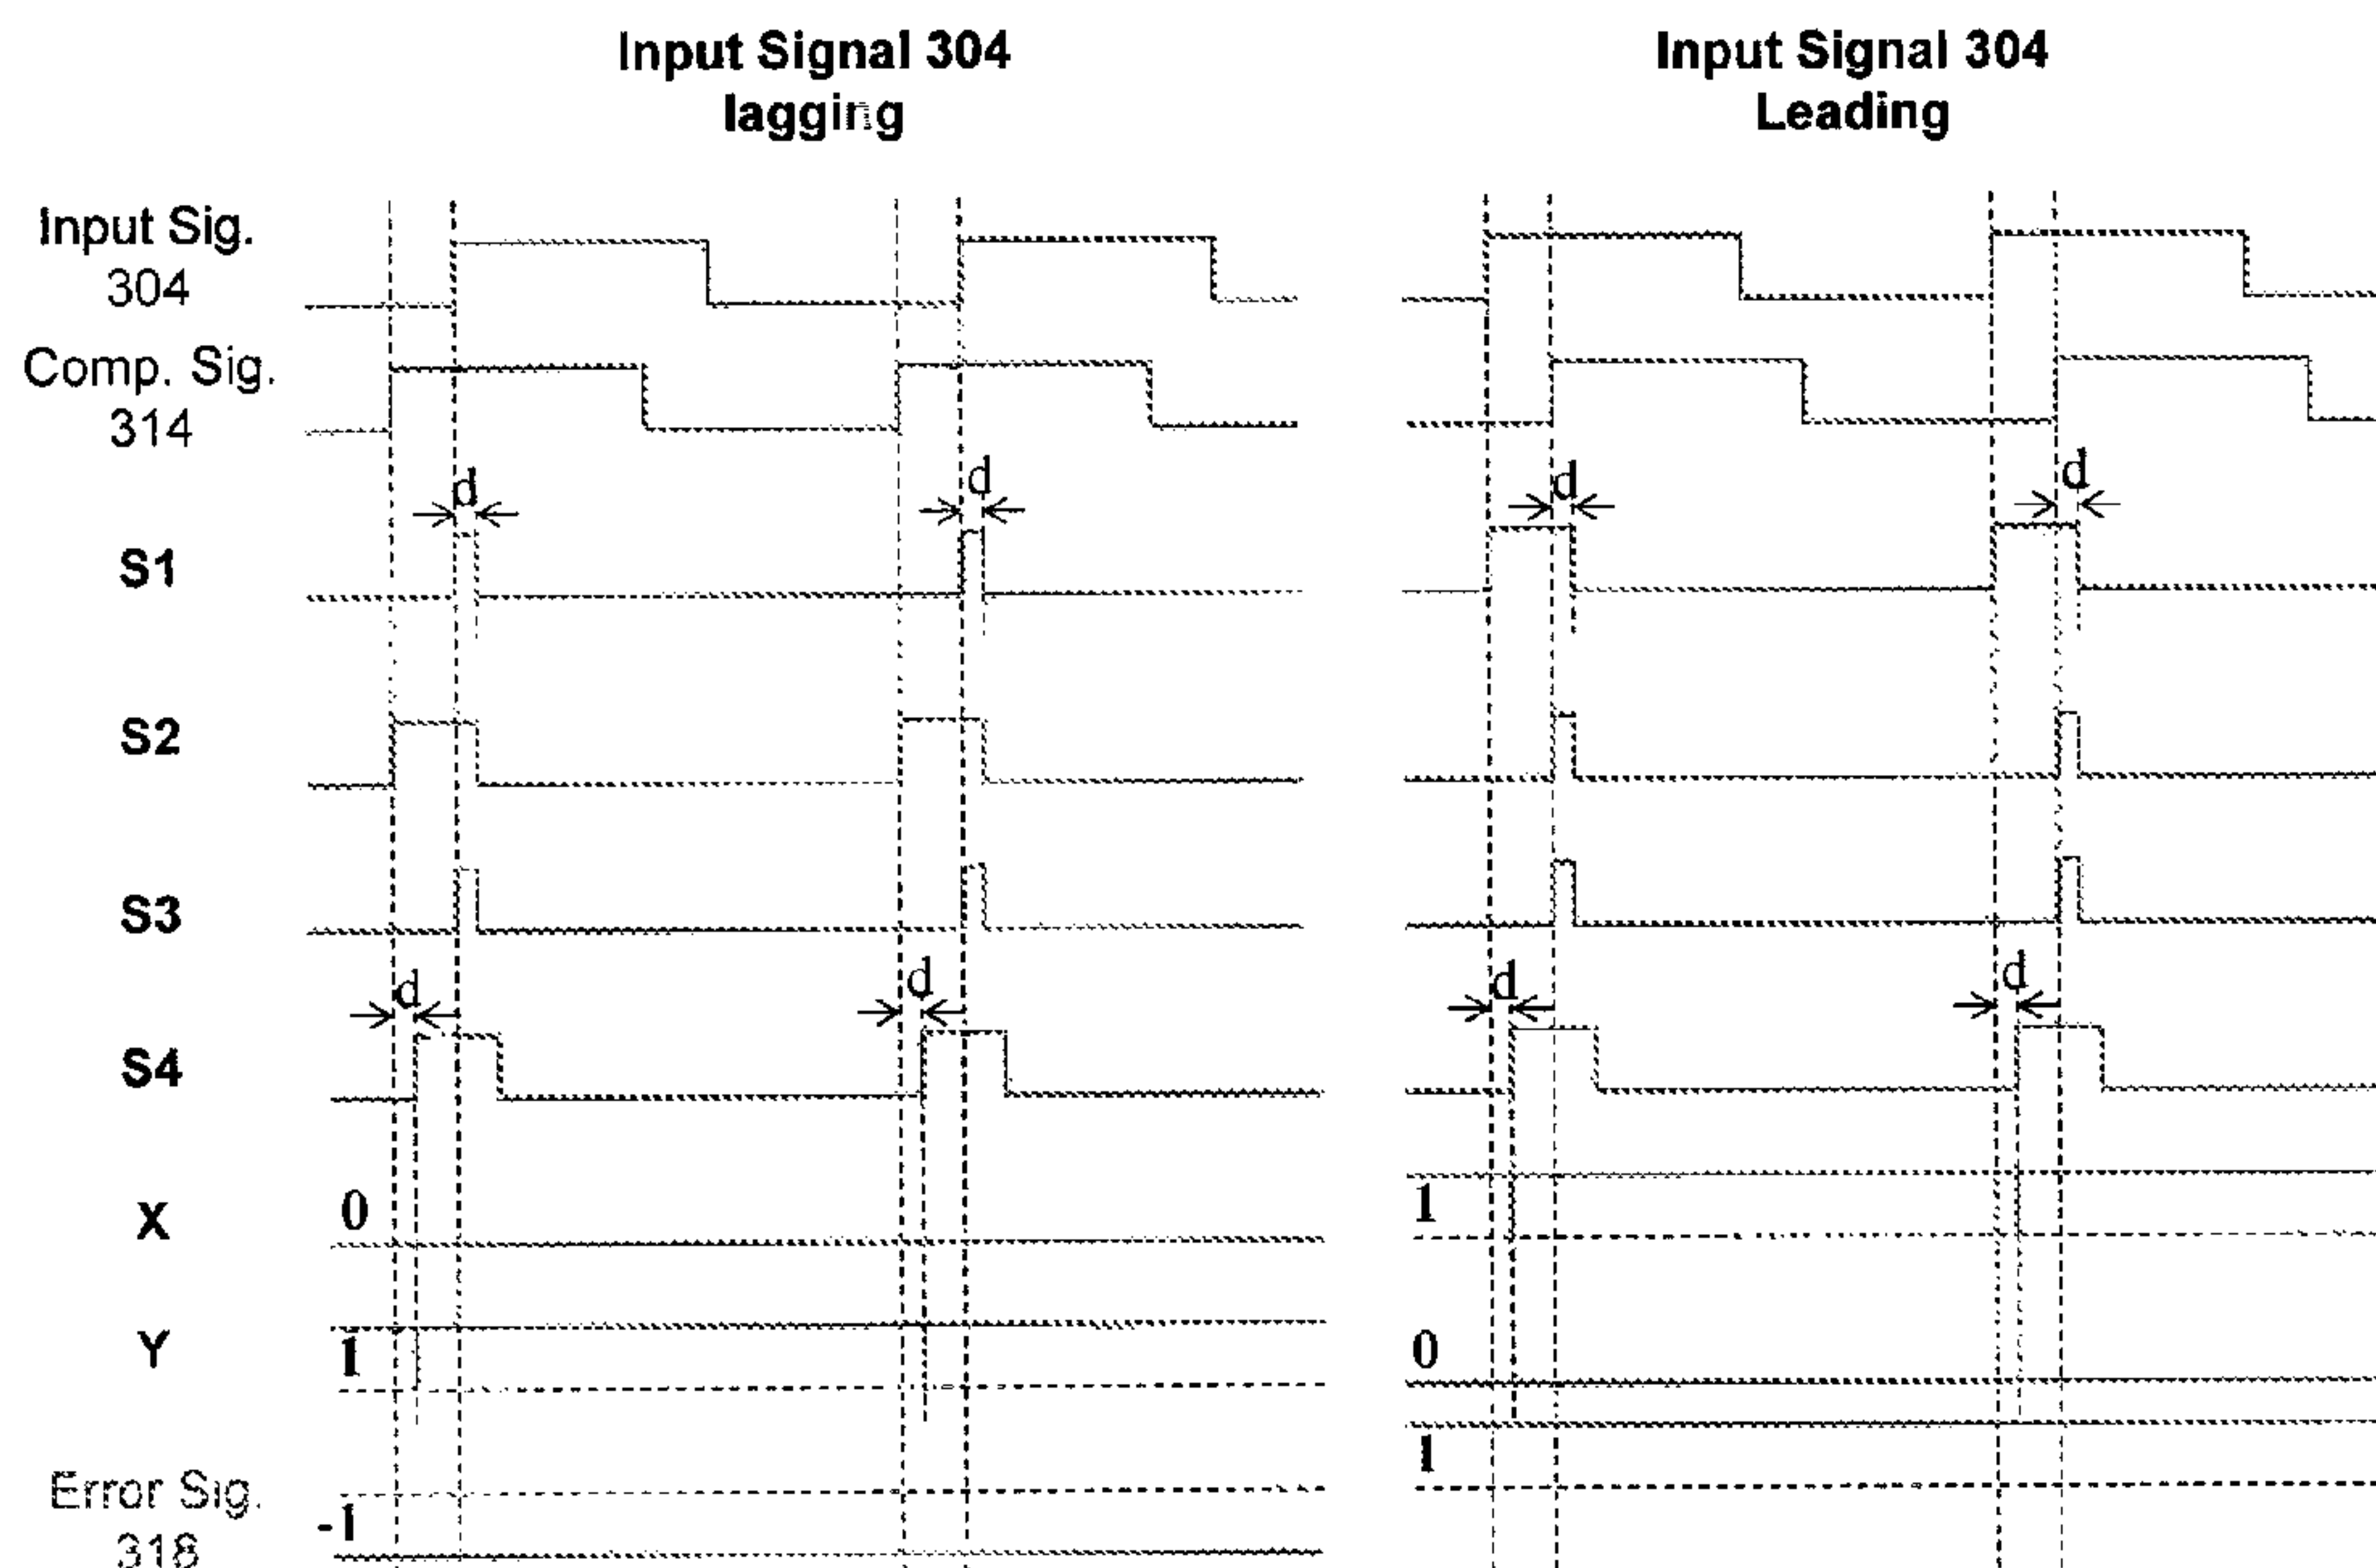 Input Signal 304
lagging
Input Signal 304
Leading
Input Sig.
304
Comp. Sig.
314
d
d
d
d
S1
S2
S3
d
d
d
d
S4
X
0
1
Y
1
0
Error Sig.
318
-1
1